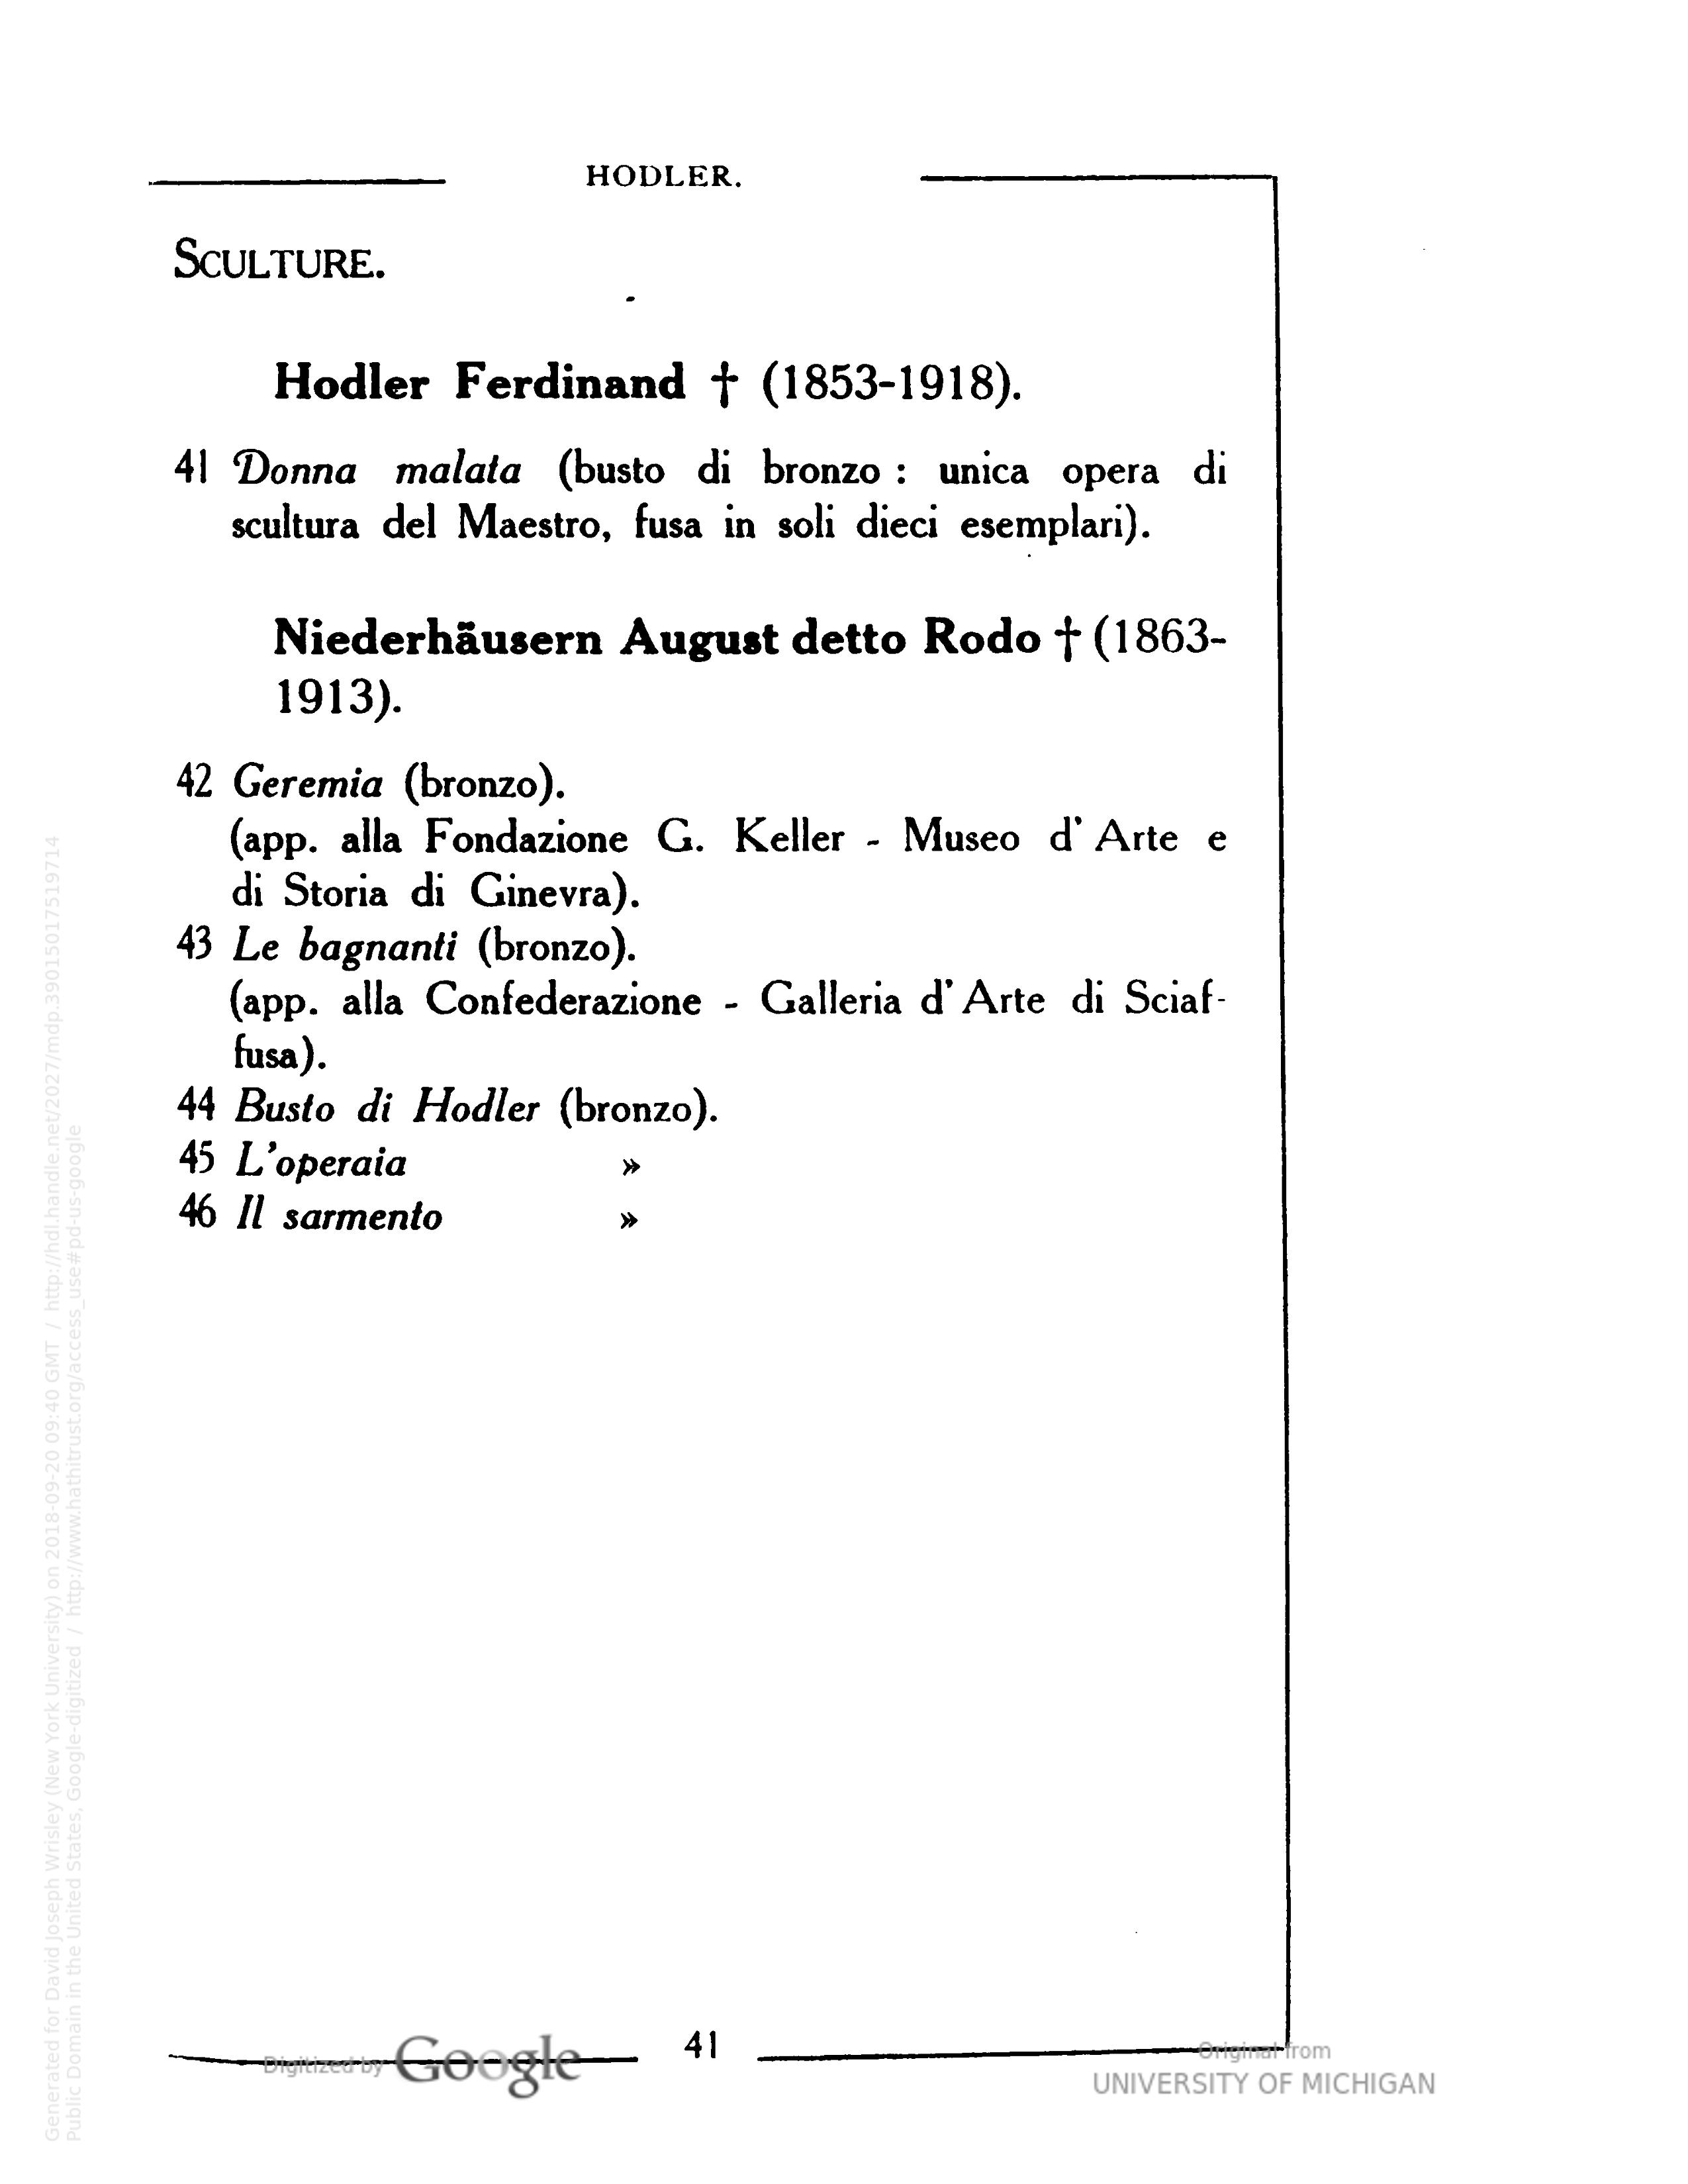 HODLER.
SCULTURE.
Hodler Ferdinand † (1853-1918).
41 Donna malata (busto di bronzo : unica opera di
scultura del Maestro, fusa in soli dieci esemplari).
Niederhäusern August detto Rodo † (1863-
1913).
42 Geremia (bronzo).
(app. alla Fondazione G. Keller - Museo d' Arte e
di Storia di Ginevra).
43 Le bagnanti (bronzo).
(app. alla Confederazione - Galleria d' Arte di Sciaf-
fusa).
44 Busto di Hodler (bronzo).
45 L'operaia »
46 Il sarmento »
41
Digitized by Google
Original from
UNIVERSITY OF MICHIGAN
Generated for David Joseph Wrisley (New York University) on 2018-09-20 09:40 GMT / http://hdl.handle.net/2027/mdp.39015017519714
Public Domain in the United States, Google-digitized / http://www.hathitrust.org/access_use#pd-us-google